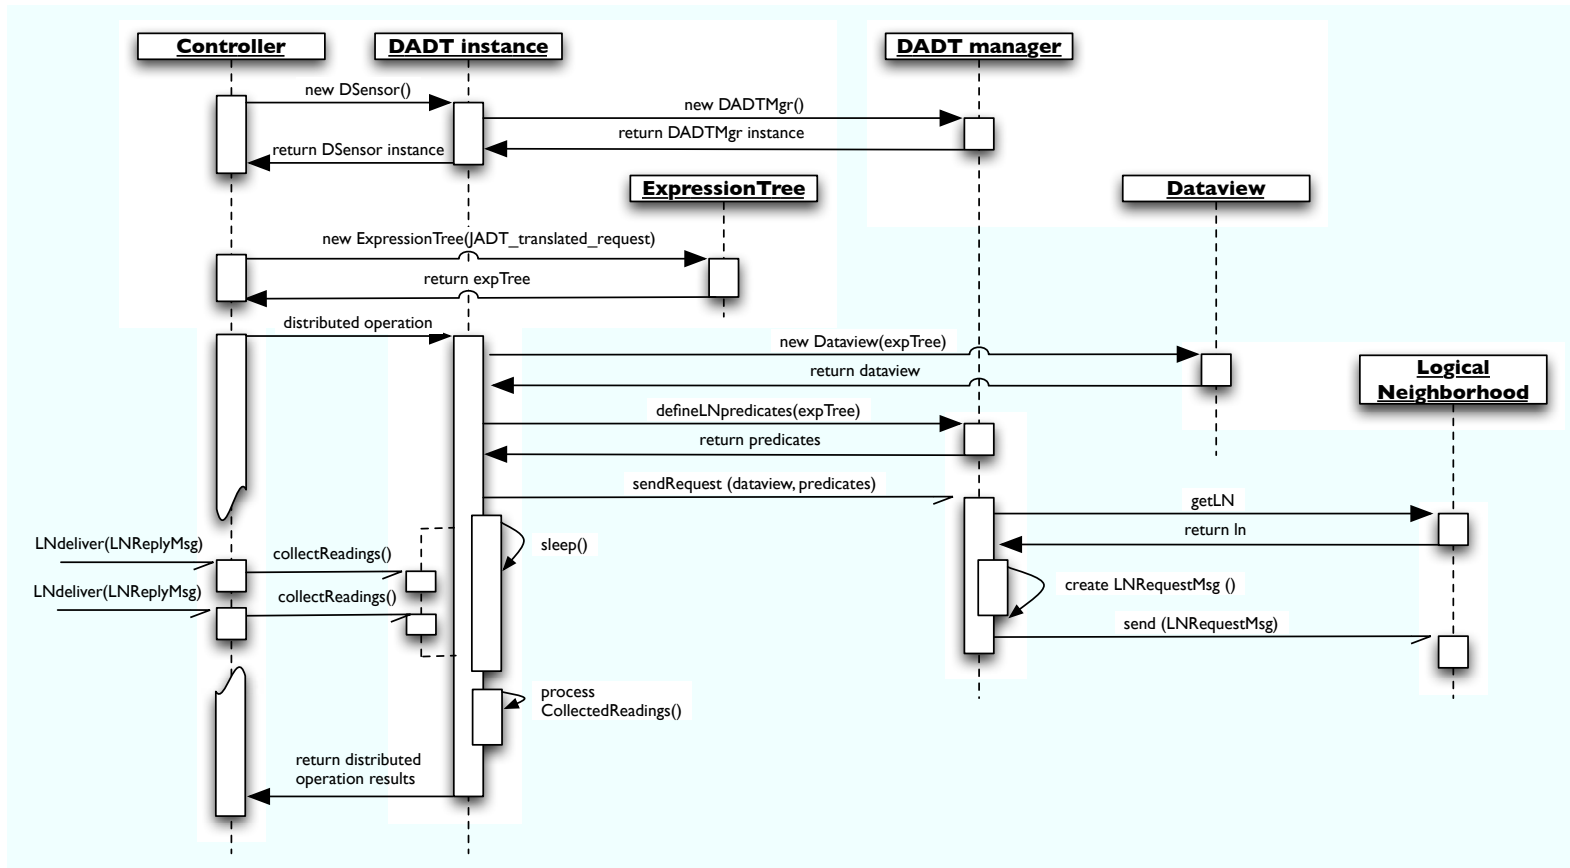 Controller
DADT instance
DADT manager
new DSensor()
new DADTMgr()
return DADTMgr instance
return DSensor instance
ExpressionTree
Dataview
new ExpressionTree(JADT_translated_request)
return expTree
distributed operation
new Dataview(expTree)
return dataview
Logical
Neighborhood
defineLNpredicates(expTree)
return predicates
sendRequest (dataview, predicates)
getLN
return ln
LNdeliver(LNReplyMsg)
collectReadings()
sleep()
create LNRequestMsg ()
LNdeliver(LNReplyMsg)
collectReadings()
send (LNRequestMsg)
process
CollectedReadings()
return distributed
operation results